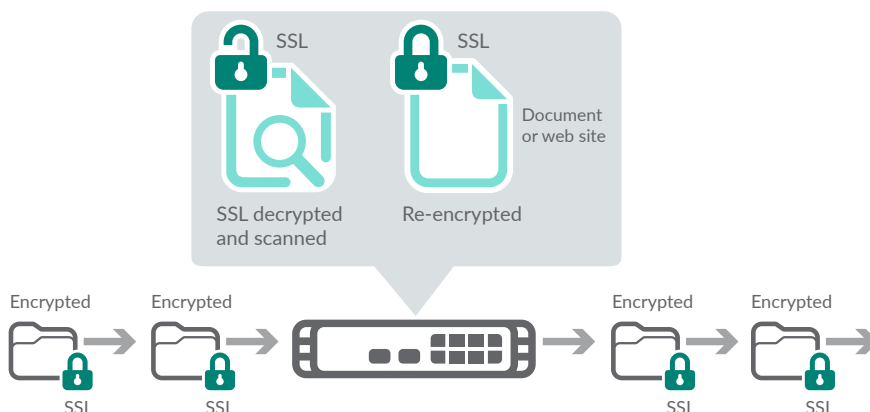 SSL
SSL
Document
or web site
SSL decrypted
and scanned
Re-encrypted
Encrypted
Encrypted
Encrypted
Encrypted
SSL
SSL
SSL
SSL